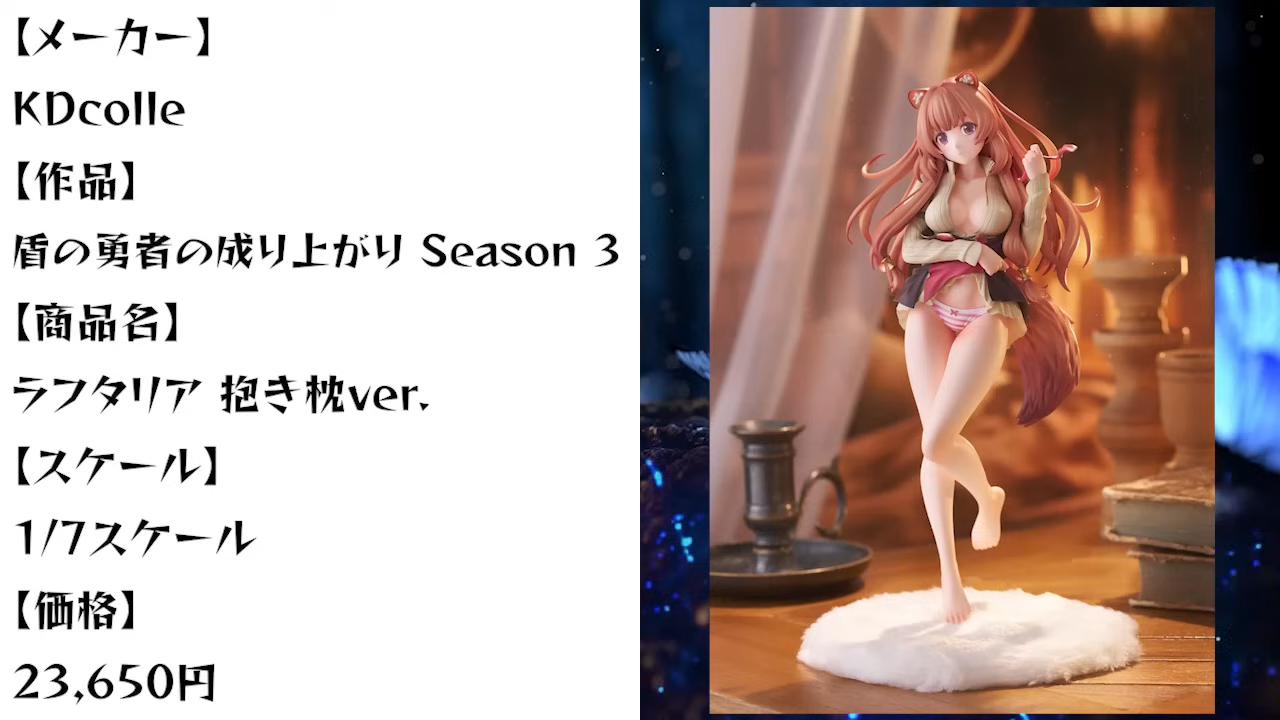 【メーカー】
KDcolle
【作品】
盾の勇者の成り上がり Season 3
【商品名】
ラフタリア 抱き枕ver.
【スケール】
1/7スケール
【価格】
23,650円